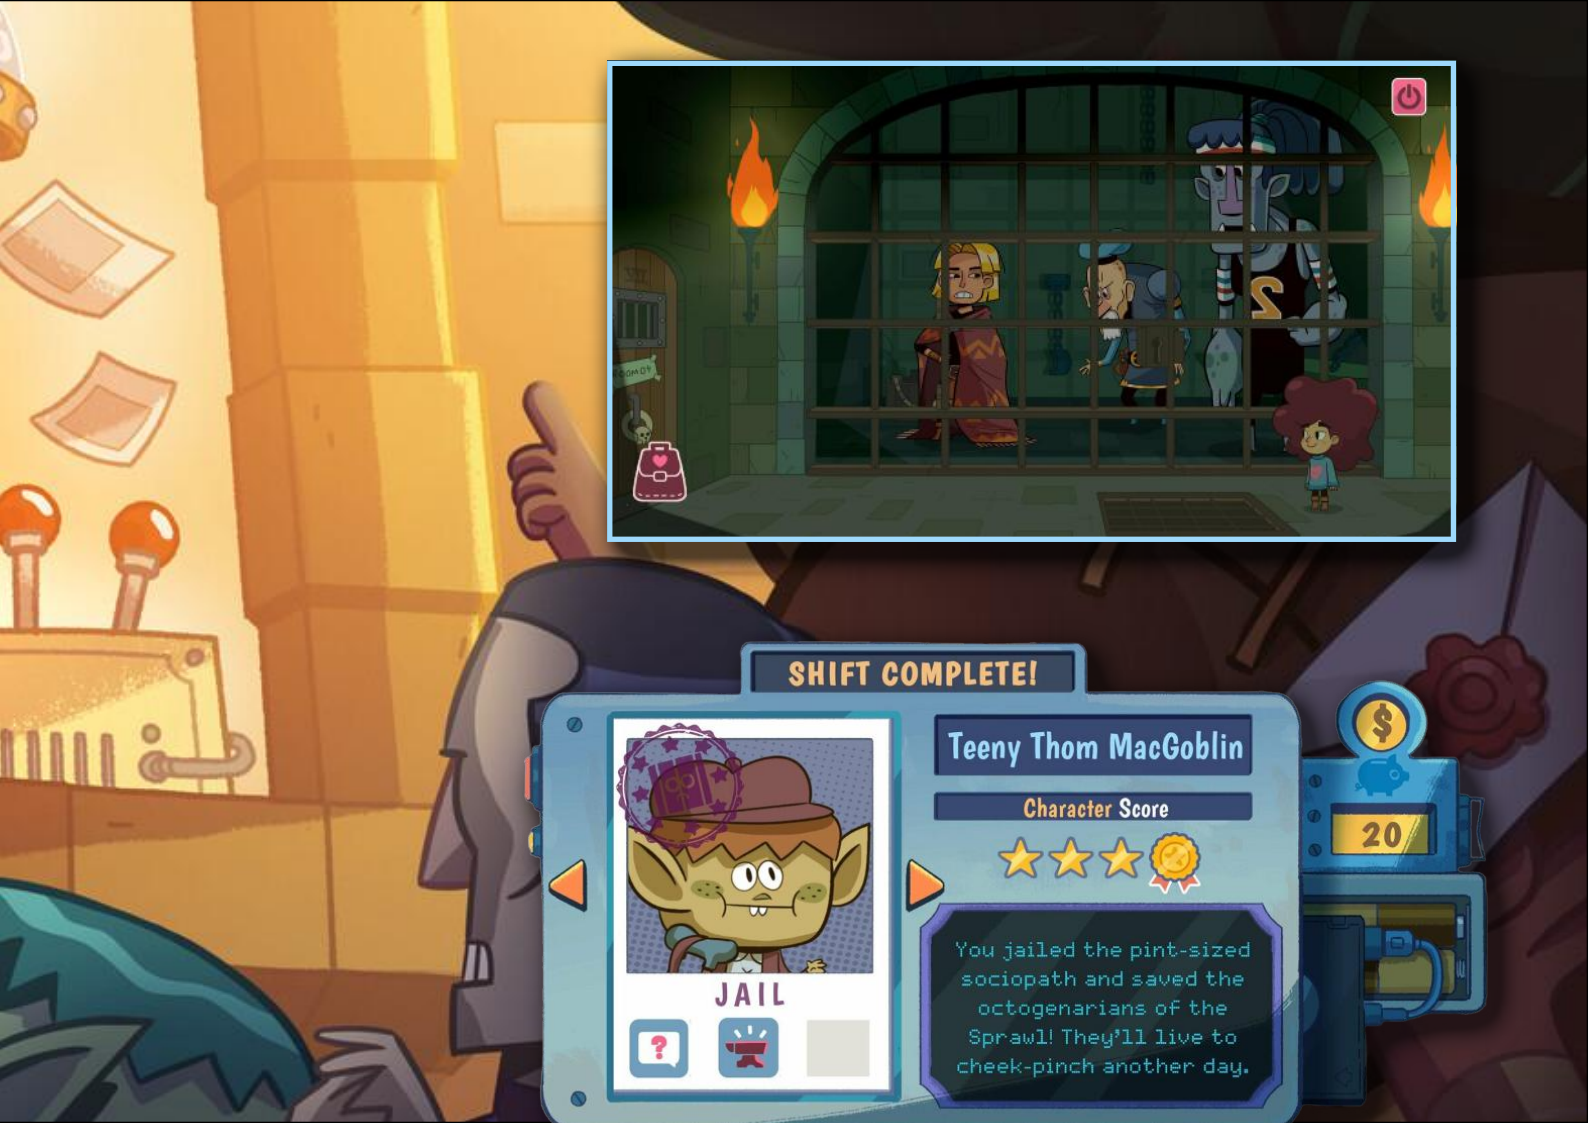 2
SHIFT COMPLETE!
Teeny Thom MacGoblin
Character Score
$
20
JAIL
?
You jailed the pint-sized
sociopath and saved the
octogenarians of the
Sprawl! They'll live to
cheek-pinch another day.